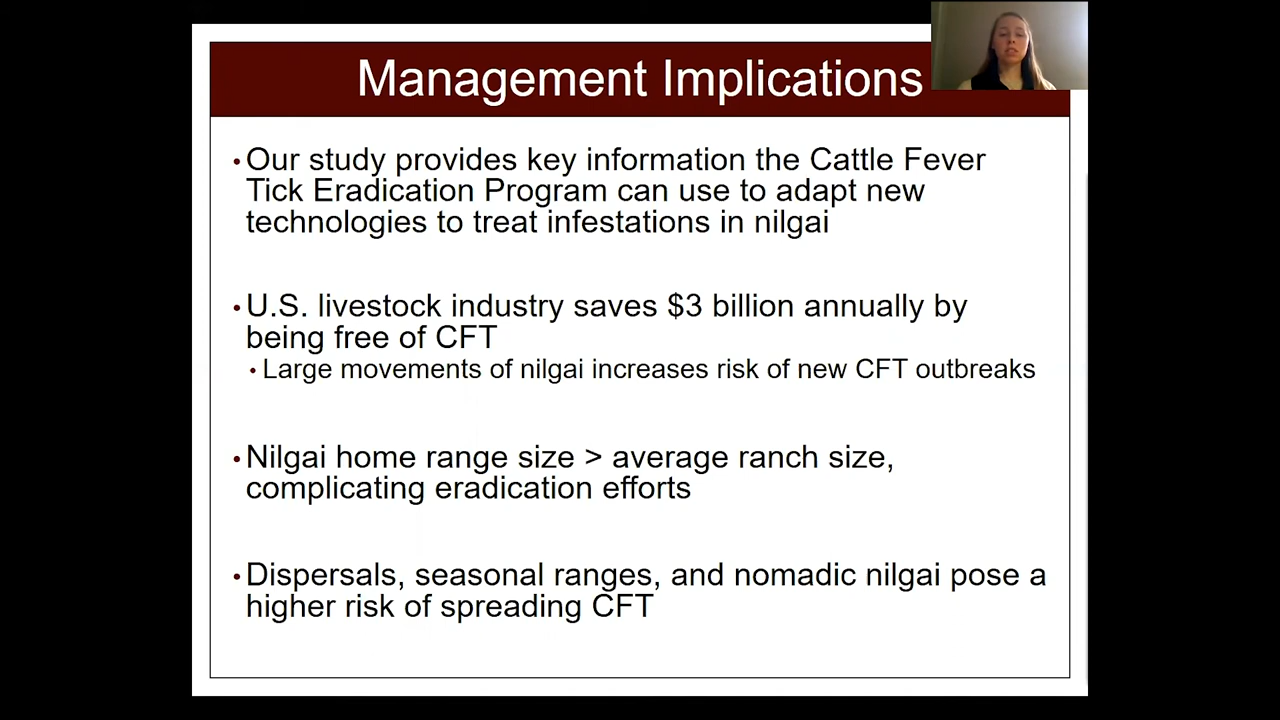 Management Implications
•Our study provides key information the Cattle Fever
Tick Eradication Program can use to adapt new
technologies to treat infestations in nilgai
•U.S. livestock industry saves $3 billion annually by
being free of CFT
•Large movements of nilgai increases risk of new CFT outbreaks
•Nilgai home range size > average ranch size,
complicating eradication efforts
•Dispersals, seasonal ranges, and nomadic nilgai pose a
higher risk of spreading CFT